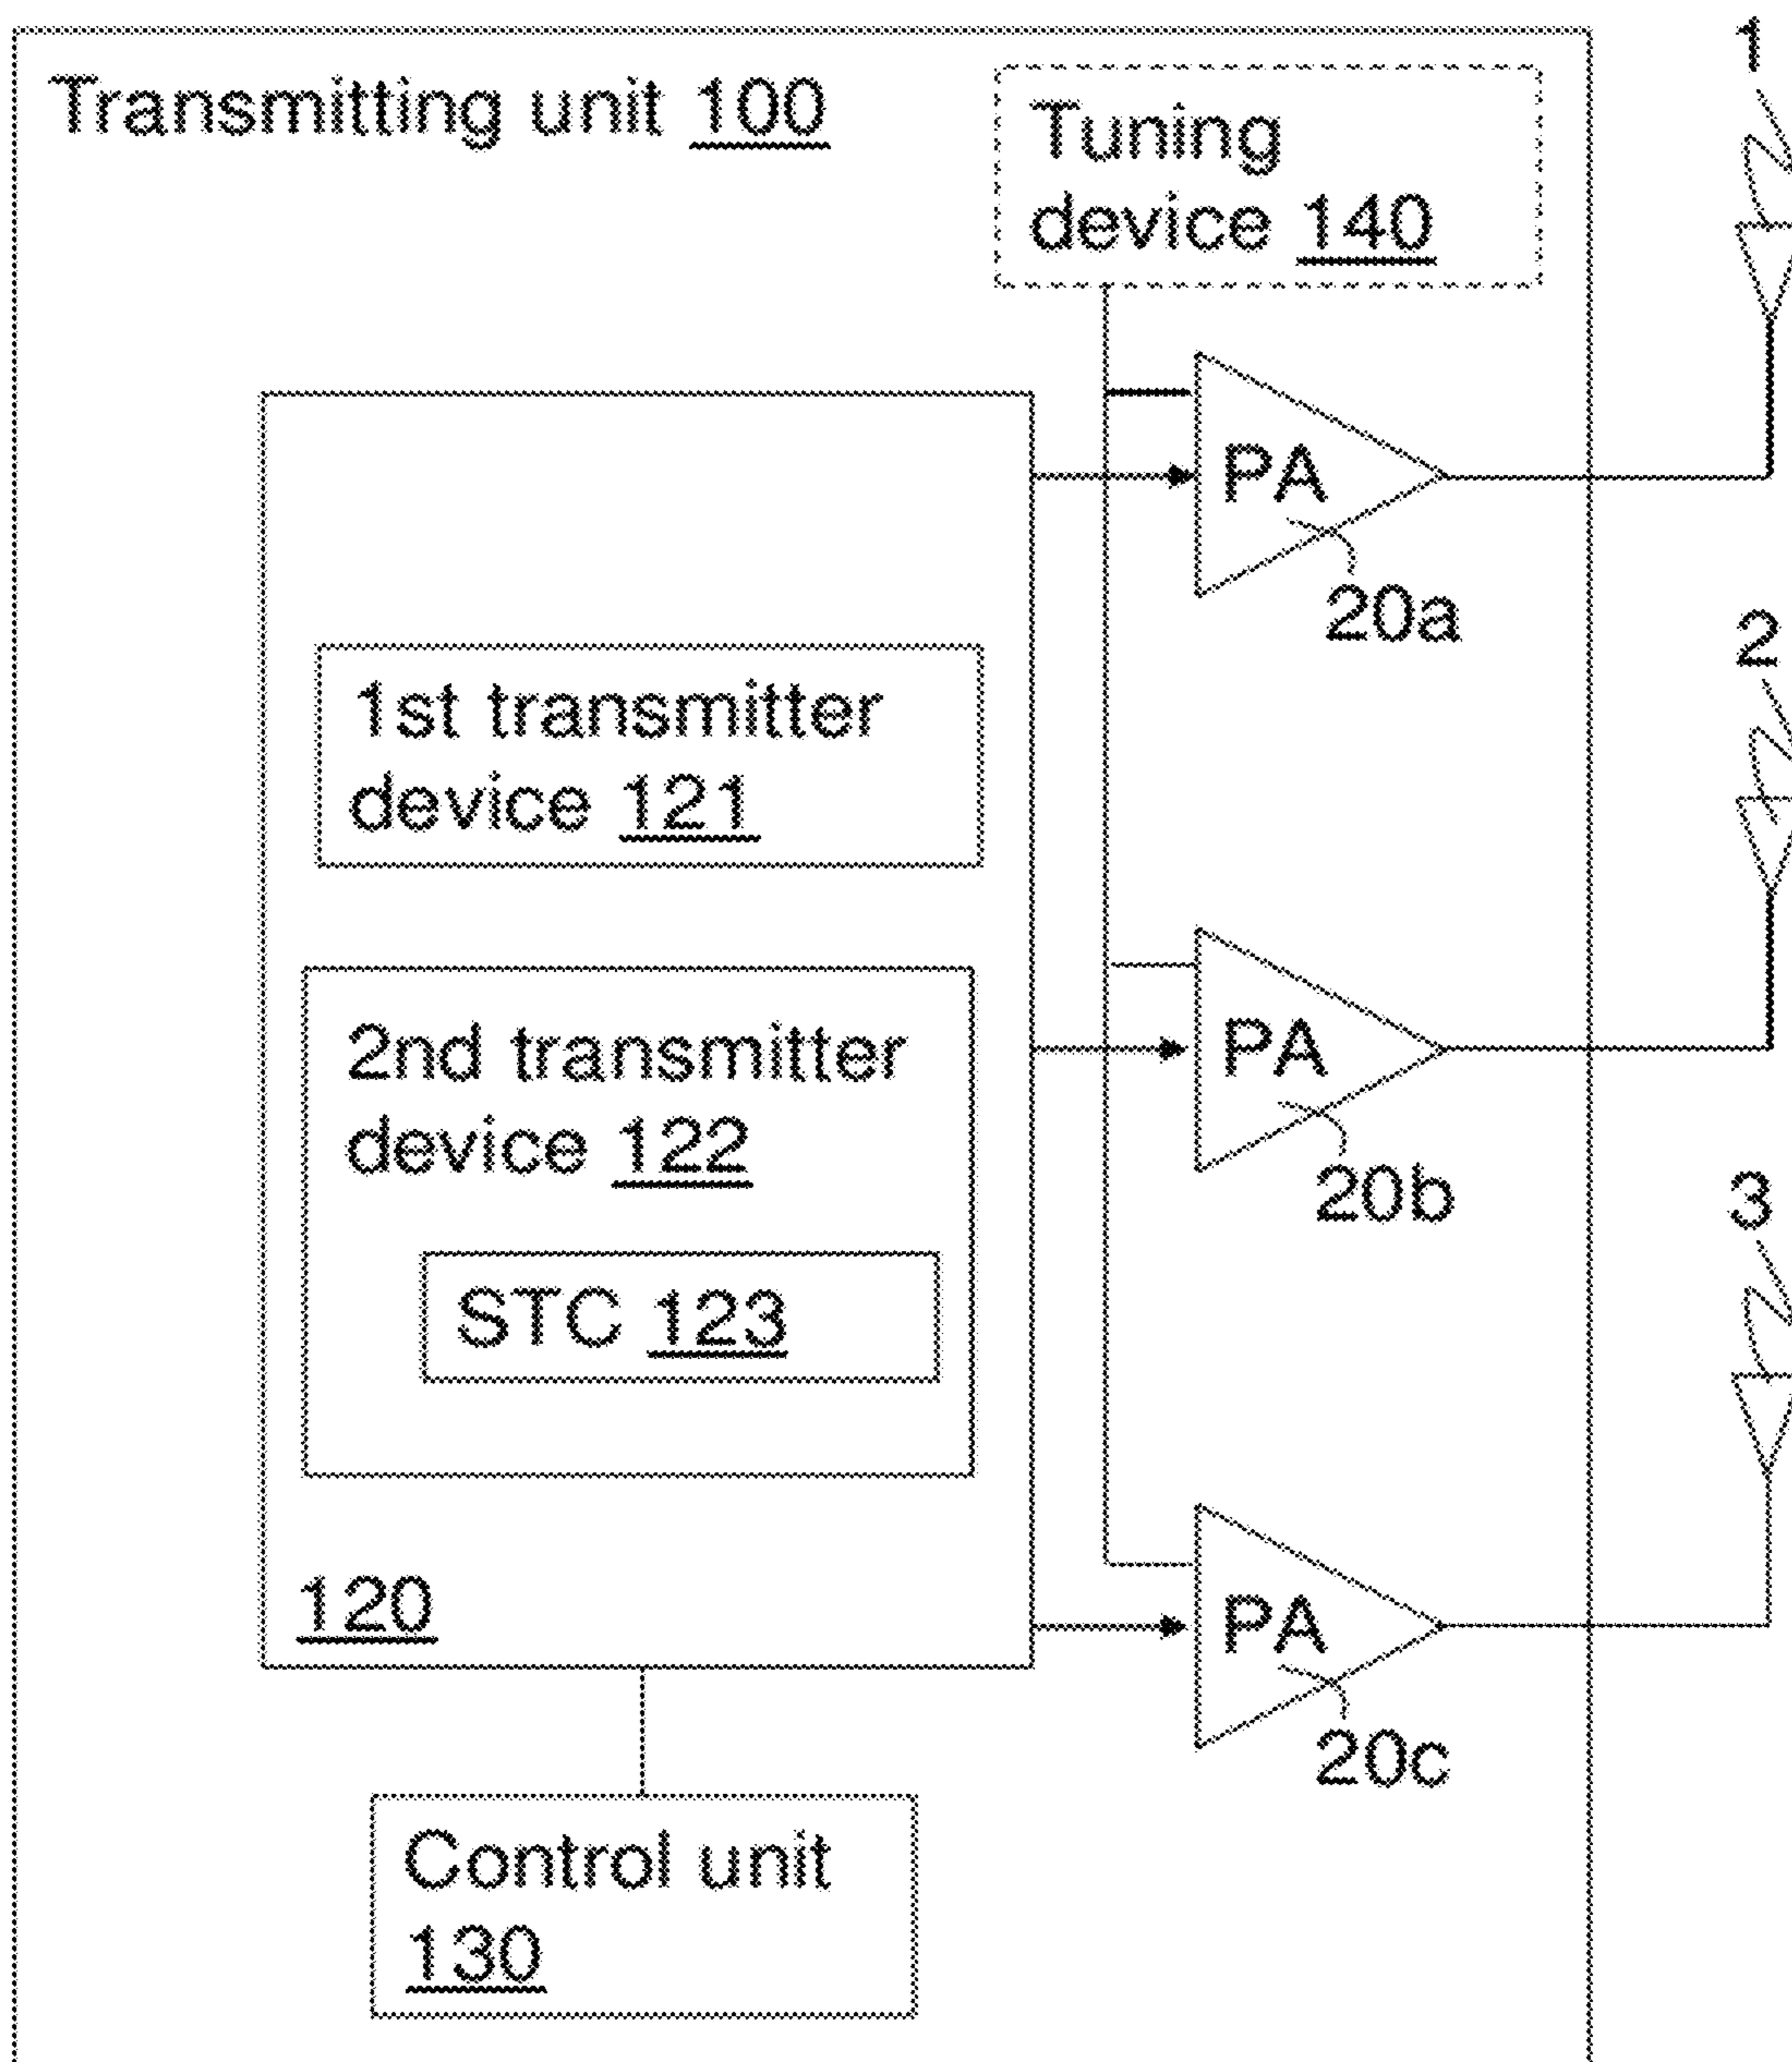 Transmitting unit 100
Tuning
device 140
1
PA
20a
1st transmitter
device 121
2
2nd transmitter
device 122
PA
20b
STC 123
3
120
PA
20c
Control unit
130